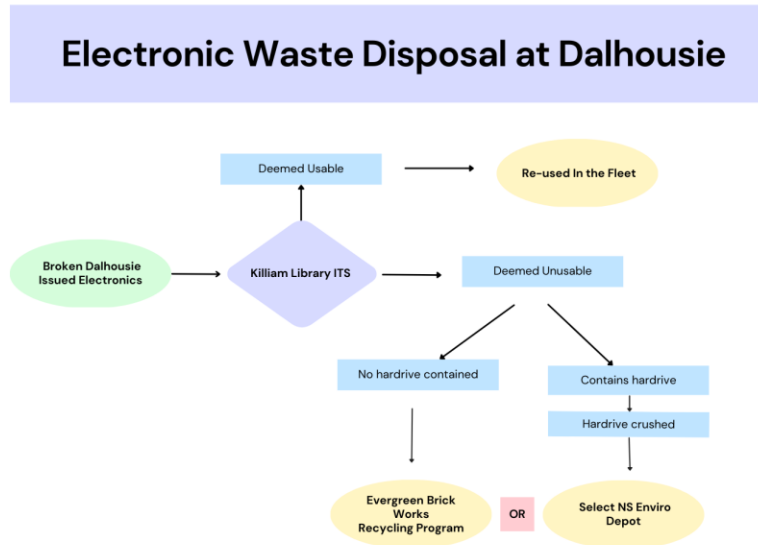 Electronic Waste Disposal at Dalhousie
Deemed Usable
Re-used In the Fleet
Broken Dalhousie
Issued Electronics
Killiam Library ITS
Deemed Unusable
No hardrive contained
Contains hardrive
Hardrive crushed
Evergreen Brick
Works
Recycling Program
OR
Select NS Enviro
Depot